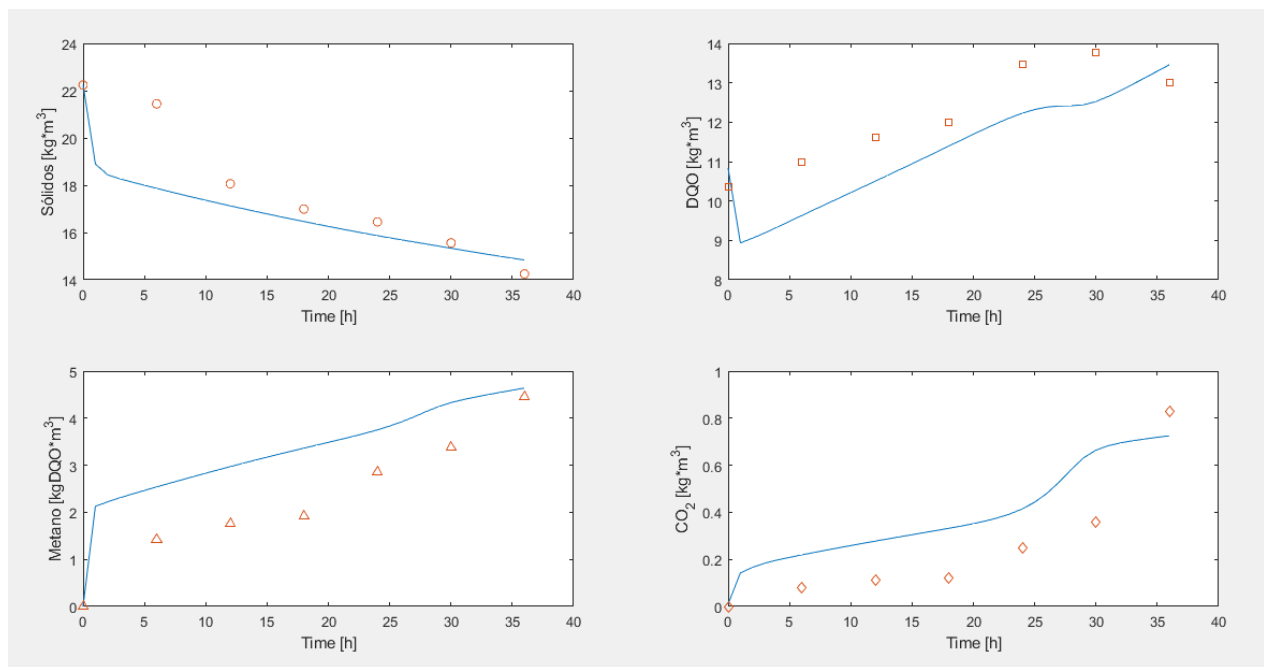 24
22
20
18
16
14
Sólidos [kg*m³]
0 5 10 15 20 25 30 35 40
Time [h]
14
13
12
11
10
9
8
DQO [kg*m³]
0 5 10 15 20 25 30 35 40
Time [h]
5
4
3
2
1
0
Metano [kgDQO*m³]
0 5 10 15 20 25 30 35 40
Time [h]
1
0.8
0.6
0.4
0.2
0
CO₂ [kg*m³]
0 5 10 15 20 25 30 35 40
Time [h]